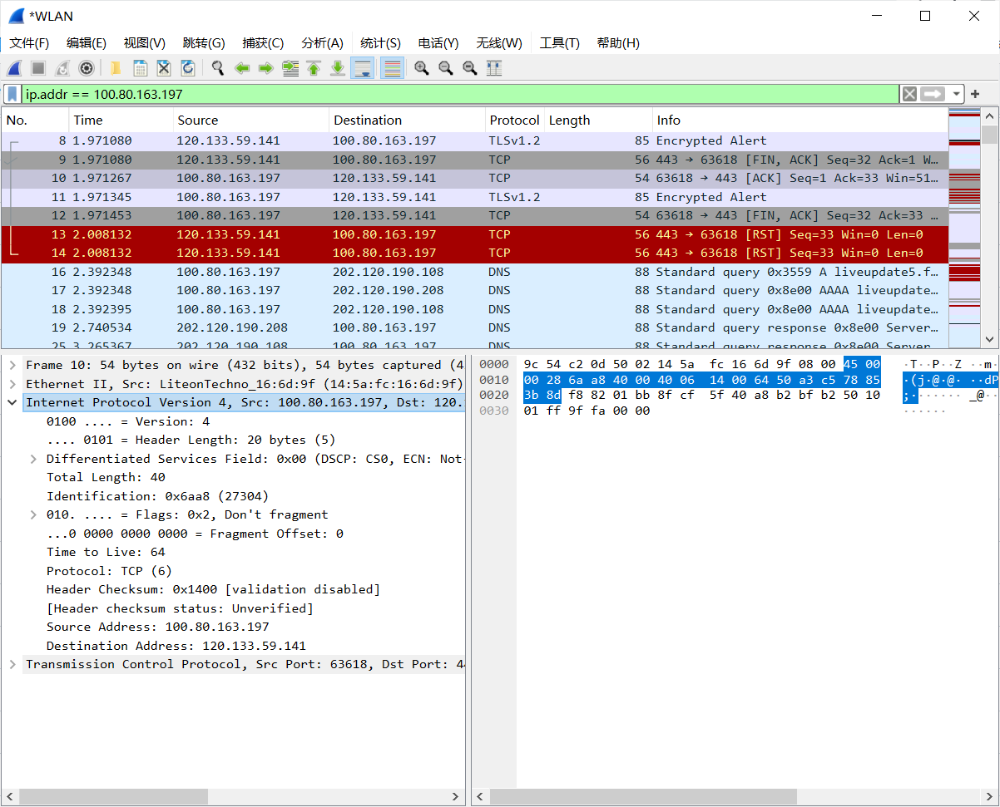 *WLAN
文件(F) 编辑(E) 视图(V) 跳转(G) 捕获(C) 分析(A) 统计(S) 电话(Y) 无线(W) 工具(T) 帮助(H)
ip.addr == 100.80.163.197
No. Time Source Destination Protocol Length Info
8 1.971080 120.133.59.141 100.80.163.197 TLSv1.2 85 Encrypted Alert
9 1.971080 120.133.59.141 100.80.163.197 TCP 56 443 → 63618 [FIN, ACK] Seq=32 Ack=1 W…
10 1.971267 100.80.163.197 120.133.59.141 TCP 54 63618 → 443 [ACK] Seq=1 Ack=33 Win=51…
11 1.971345 100.80.163.197 120.133.59.141 TLSv1.2 85 Encrypted Alert
12 1.971453 100.80.163.197 120.133.59.141 TCP 54 63618 → 443 [FIN, ACK] Seq=32 Ack=33 …
13 2.008132 120.133.59.141 100.80.163.197 TCP 56 443 → 63618 [RST] Seq=33 Win=0 Len=0
14 2.008132 120.133.59.141 100.80.163.197 TCP 56 443 → 63618 [RST] Seq=33 Win=0 Len=0
16 2.392348 100.80.163.197 202.120.190.108 DNS 88 Standard query 0x3559 A liveupdate5.f…
17 2.392348 100.80.163.197 202.120.190.208 DNS 88 Standard query 0x8e00 AAAA liveupdate…
18 2.392395 100.80.163.197 202.120.190.108 DNS 88 Standard query 0x8e00 AAAA liveupdate…
19 2.740534 202.120.190.208 100.80.163.197 DNS 88 Standard query response 0x8e00 Server…
25 3.265367 202.120.190.108 100.80.163.197 DNS 88 Standard query response 0x8e00 Server…
Frame 10: 54 bytes on wire (432 bits), 54 bytes captured (4
Ethernet II, Src: LiteonTechno_16:6d:9f (14:5a:fc:16:6d:9f)
Internet Protocol Version 4, Src: 100.80.163.197, Dst: 120.
0100 .... = Version: 4
.... 0101 = Header Length: 20 bytes (5)
Differentiated Services Field: 0x00 (DSCP: CS0, ECN: Not-
Total Length: 40
Identification: 0x6aa8 (27304)
010. .... = Flags: 0x2, Don't fragment
...0 0000 0000 0000 = Fragment Offset: 0
Time to Live: 64
Protocol: TCP (6)
Header Checksum: 0x1400 [validation disabled]
[Header checksum status: Unverified]
Source Address: 100.80.163.197
Destination Address: 120.133.59.141
Transmission Control Protocol, Src Port: 63618, Dst Port: 44
0000 9c 54 c2 0d 50 02 14 5a fc 16 6d 9f 08 00 45 00 ·T··P··Z ··m···
0010 00 28 6a a8 40 00 40 06 14 00 64 50 a3 c5 78 85 ·(j·@·@· ··dP
0020 3b 8d f8 82 01 bb 8f cf 5f 40 a8 b2 bf b2 50 10 ;······· _@··
0030 01 ff 9f fa 00 00 ······